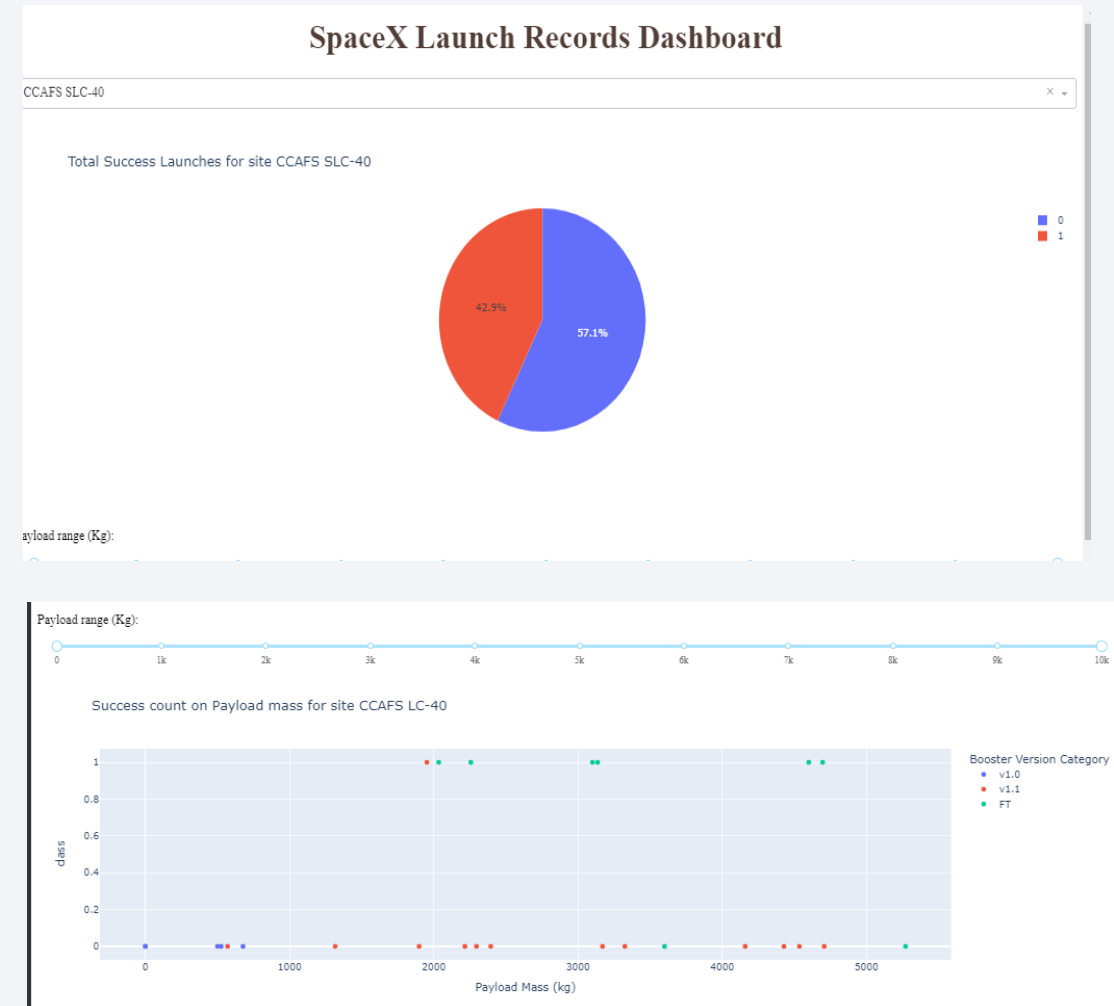 SpaceX Launch Records Dashboard
CCAFS SLC-40
× 
Total Success Launches for site CCAFS SLC-40
0
1
42.9%
57.1%
ayload range (Kg):
Payload range (Kg):
0 1k 2k 3k 4k 5k 6k 7k 8k 9k 10k
Success count on Payload mass for site CCAFS LC-40
Booster Version Category
v1.0
v1.1
FT
1
0.8
0.6
0.4
0.2
0
class
0 1000 2000 3000 4000 5000
Payload Mass (kg)